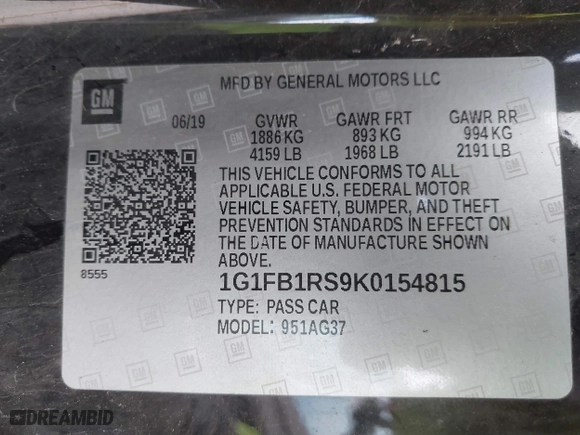 GM
MFD BY GENERAL MOTORS LLC
06/19 GVWR GAWR FRT GAWR RR
1886 KG 893 KG 994 KG
4159 LB 1968 LB 2191 LB
THIS VEHICLE CONFORMS TO ALL
APPLICABLE U.S. FEDERAL MOTOR
VEHICLE SAFETY, BUMPER, AND THEFT
PREVENTION STANDARDS IN EFFECT ON
THE DATE OF MANUFACTURE SHOWN
ABOVE.
8555
1G1FB1RS9K0154815
TYPE: PASS CAR
MODEL: 951AG37
DREAMBID